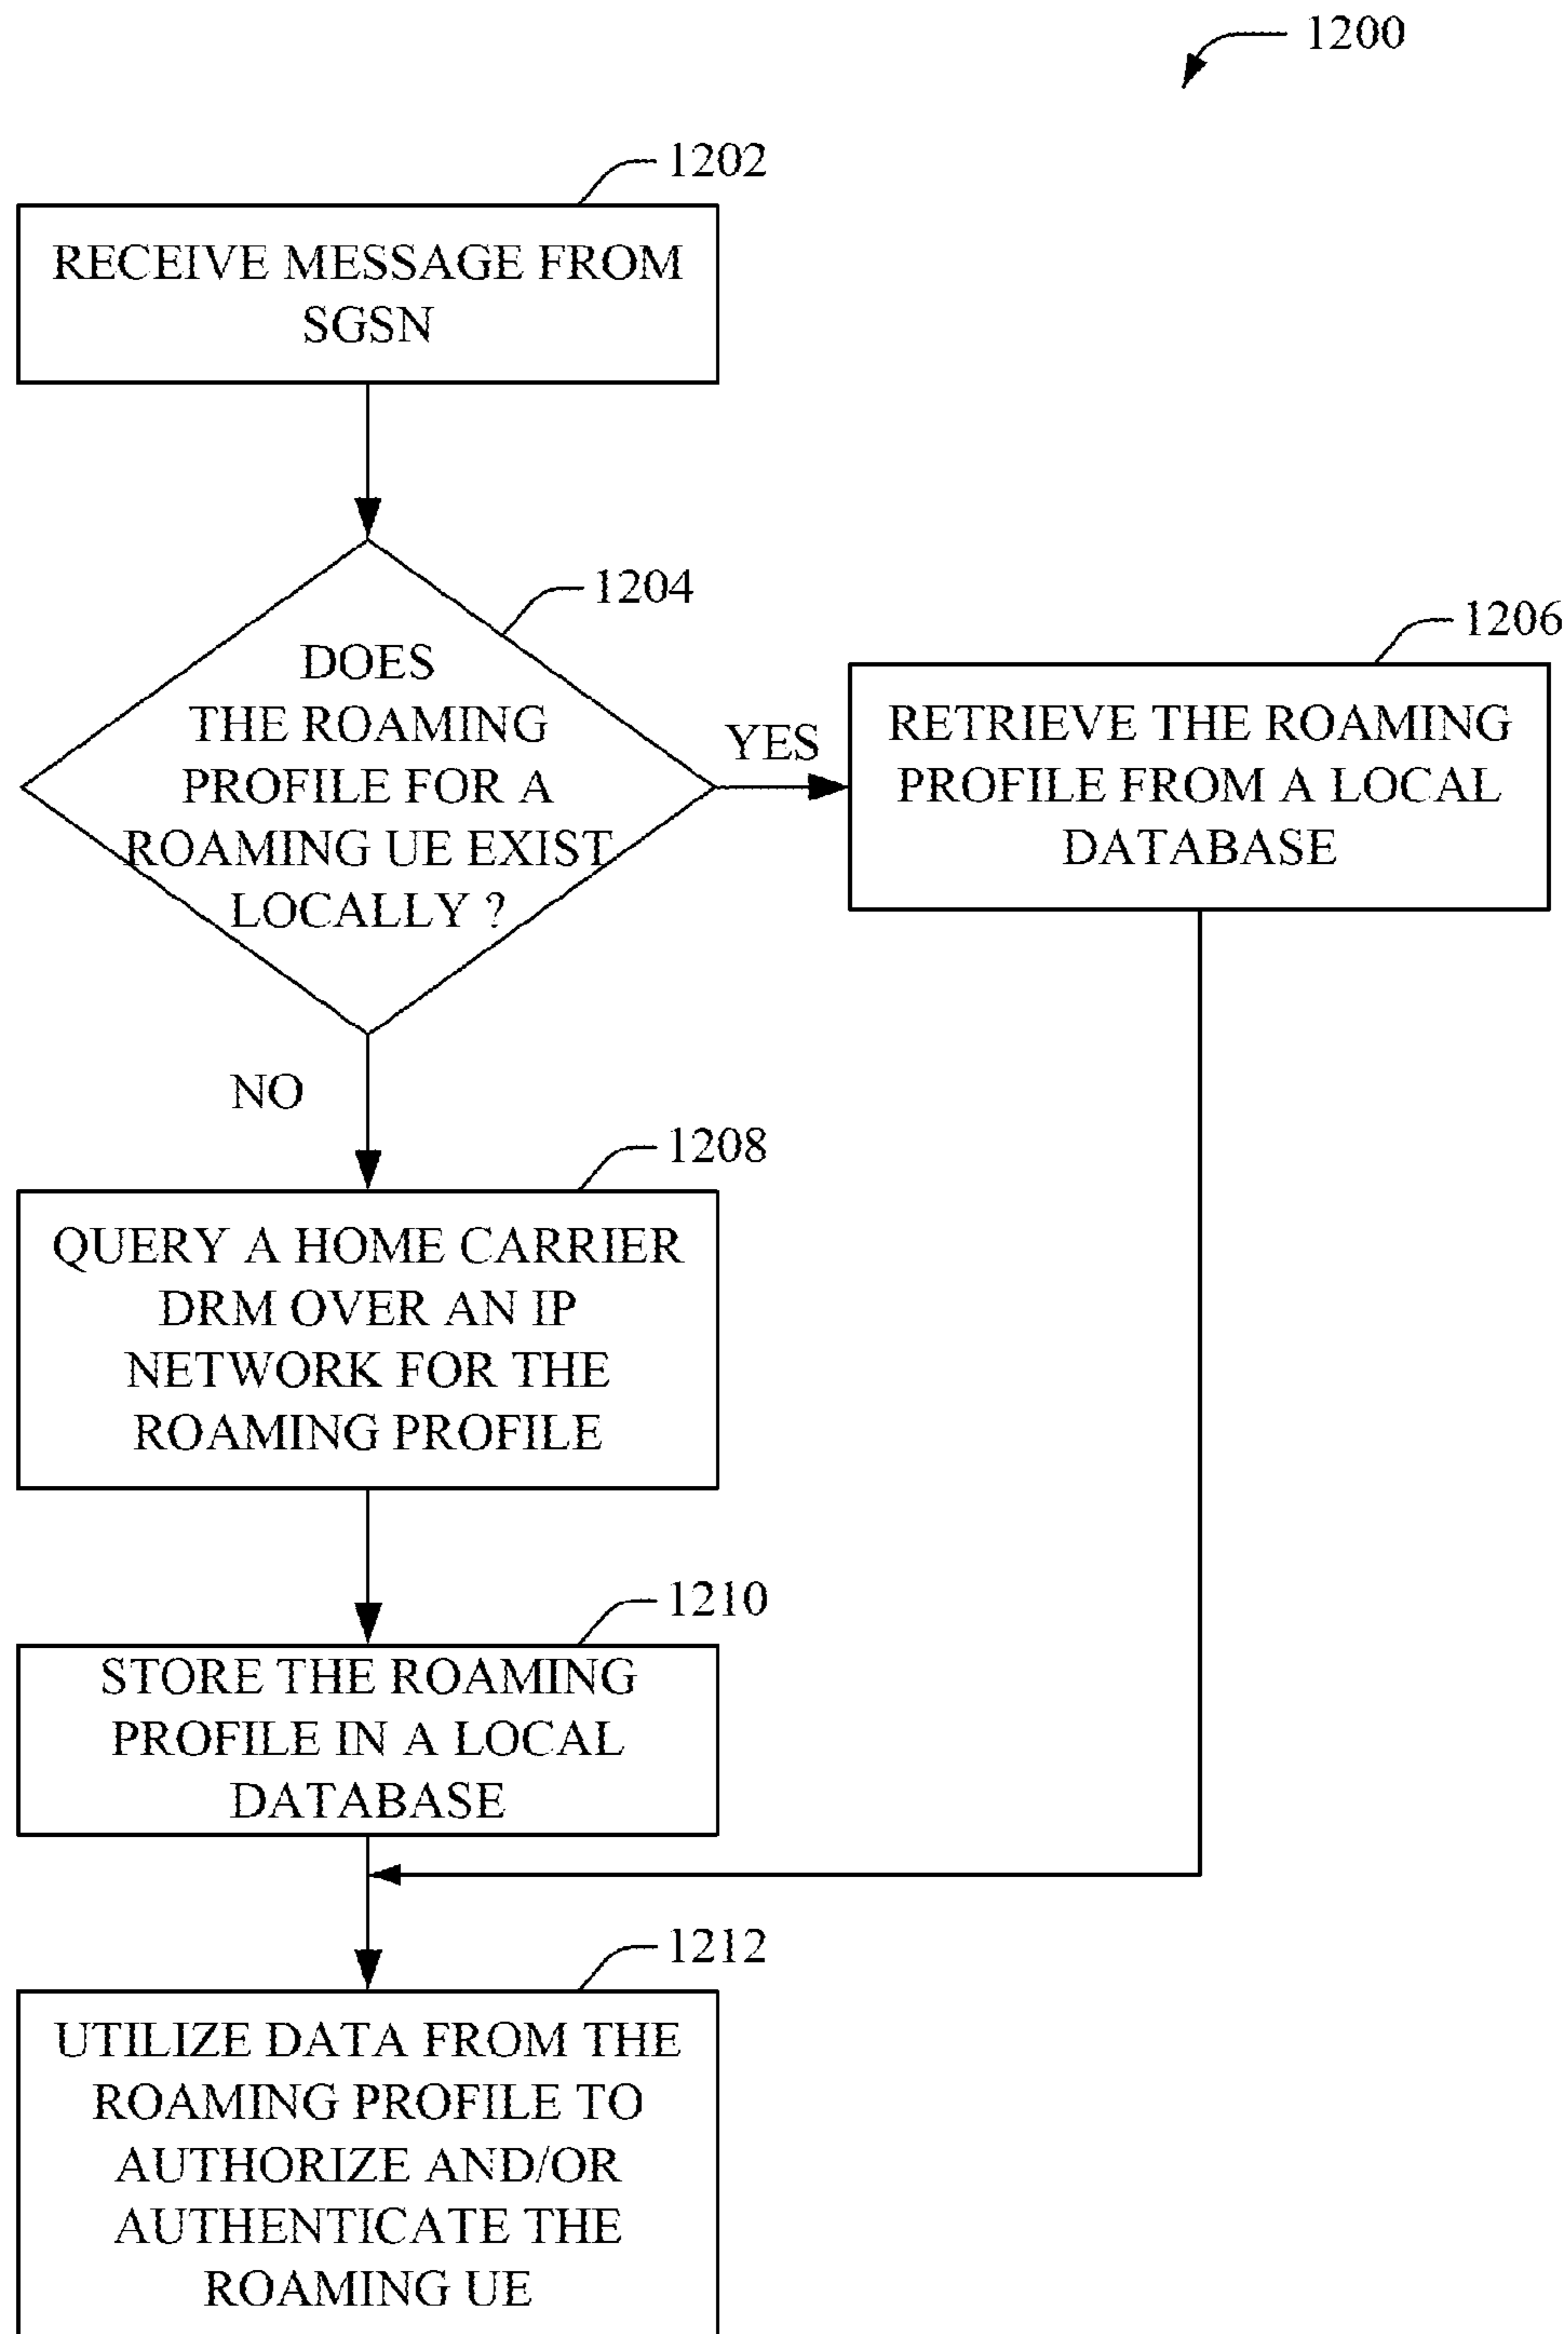 1200
1202
RECEIVE MESSAGE FROM
SGSN
1204
DOES
THE ROAMING
PROFILE FOR A
ROAMING UE EXIST
LOCALLY ?
YES
1206
RETRIEVE THE ROAMING
PROFILE FROM A LOCAL
DATABASE
NO
1208
QUERY A HOME CARRIER
DRM OVER AN IP
NETWORK FOR THE
ROAMING PROFILE
1210
STORE THE ROAMING
PROFILE IN A LOCAL
DATABASE
1212
UTILIZE DATA FROM THE
ROAMING PROFILE TO
AUTHORIZE AND/OR
AUTHENTICATE THE
ROAMING UE